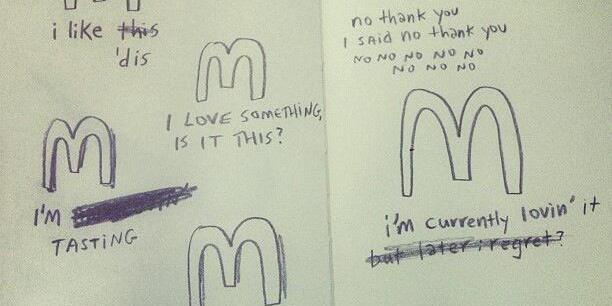 i like this
'dis
I LOVE SOMETHING,
IS IT THIS?
I'M
TASTING
no thank you
I SAID no thank you
NO NO NO NO NO
NO NO NO
i'm currently lovin' it
but later i regret?